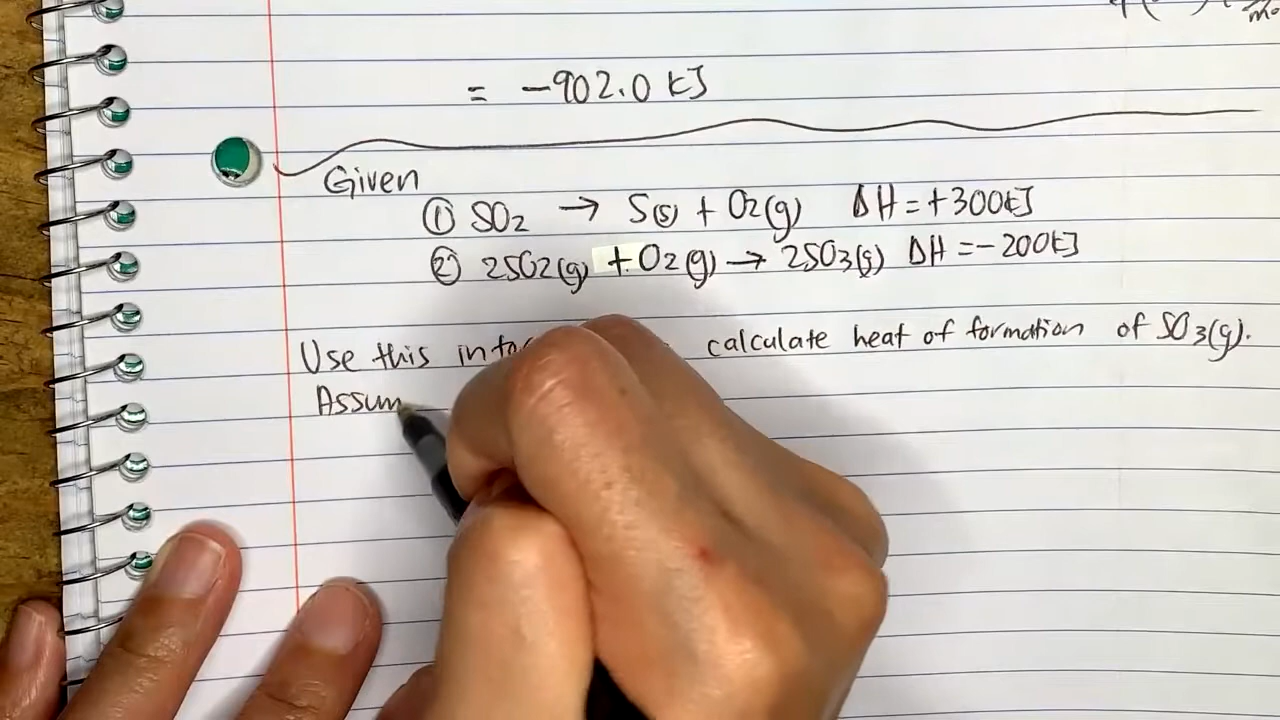 = -902.0 kJ
Given
① SO2 → S(s) + O2(g) ΔH = +300kJ
② 2SO2(g) + O2(g) → 2SO3(g) ΔH = -200kJ
Use this calculate heat of formation of SO3(g).
Assum